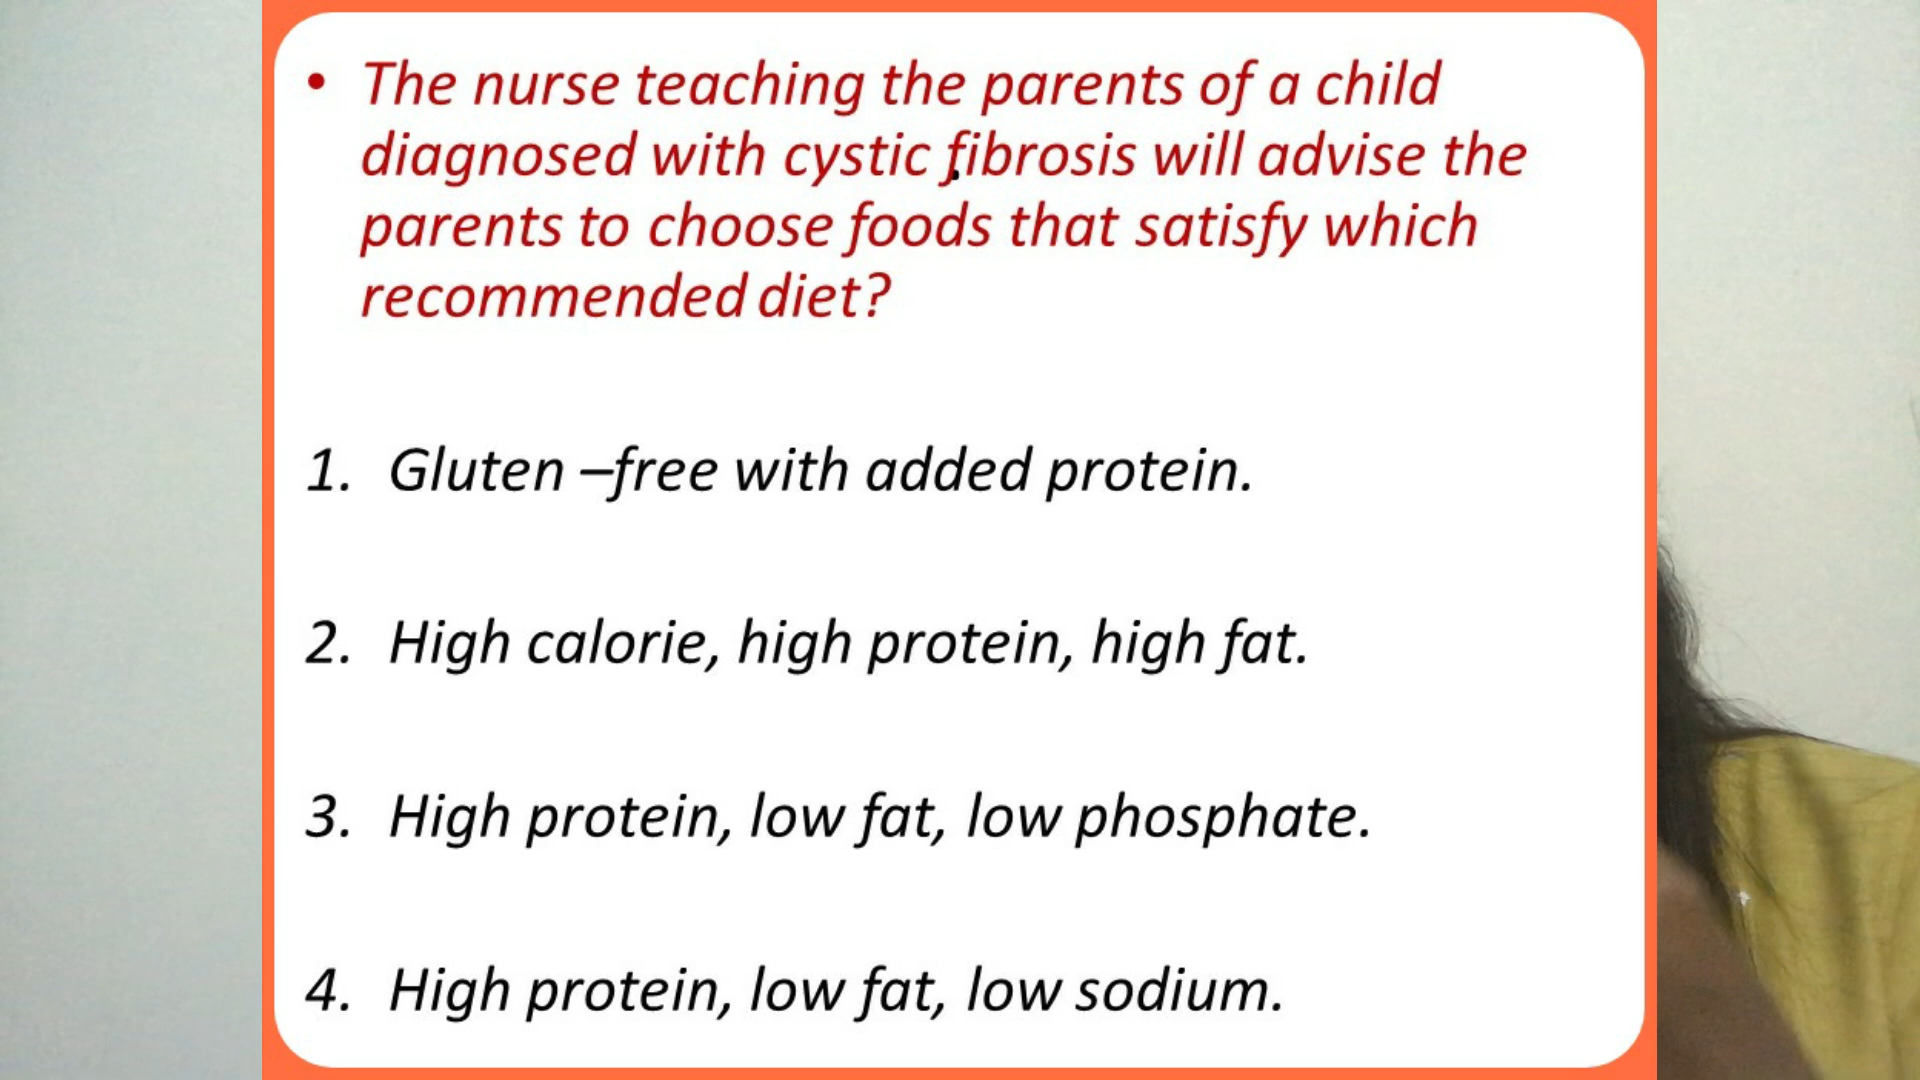 • The nurse teaching the parents of a child
diagnosed with cystic fibrosis will advise the
parents to choose foods that satisfy which
recommended diet?
1. Gluten –free with added protein.
2. High calorie, high protein, high fat.
3. High protein, low fat, low phosphate.
4. High protein, low fat, low sodium.